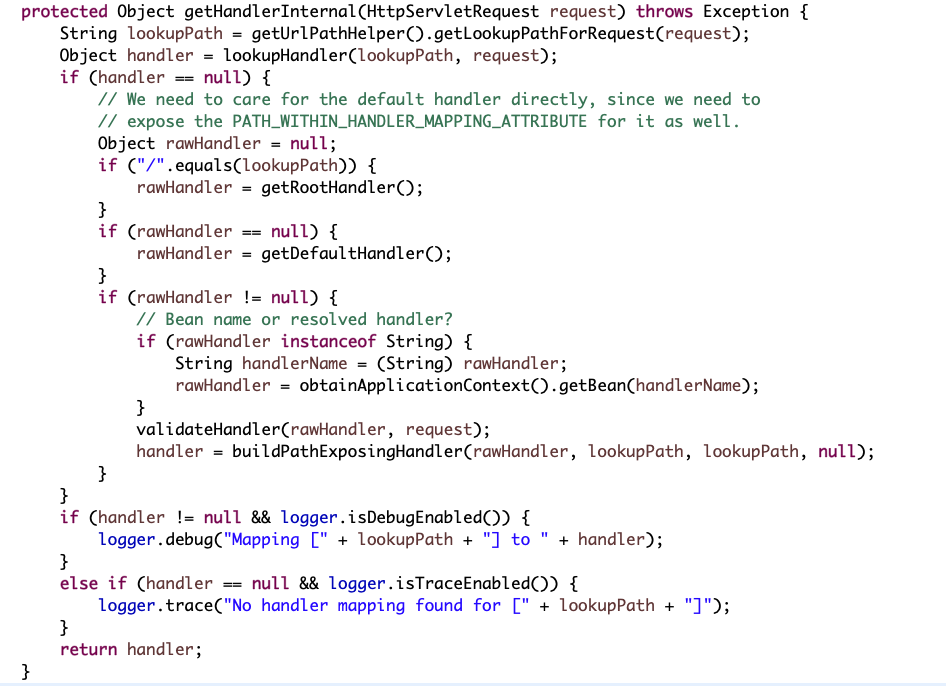 protected Object getHandlerInternal(HttpServletRequest request) throws Exception {
    String lookupPath = getUrlPathHelper().getLookupPathForRequest(request);
    Object handler = lookupHandler(lookupPath, request);
    if (handler == null) {
        // We need to care for the default handler directly, since we need to
        // expose the PATH_WITHIN_HANDLER_MAPPING_ATTRIBUTE for it as well.
        Object rawHandler = null;
        if ("/".equals(lookupPath)) {
            rawHandler = getRootHandler();
        }
        if (rawHandler == null) {
            rawHandler = getDefaultHandler();
        }
        if (rawHandler != null) {
            // Bean name or resolved handler?
            if (rawHandler instanceof String) {
                String handlerName = (String) rawHandler;
                rawHandler = obtainApplicationContext().getBean(handlerName);
            }
            validateHandler(rawHandler, request);
            handler = buildPathExposingHandler(rawHandler, lookupPath, lookupPath, null);
        }
    }
    if (handler != null && logger.isDebugEnabled()) {
        logger.debug("Mapping [" + lookupPath + "] to " + handler);
    }
    else if (handler == null && logger.isTraceEnabled()) {
        logger.trace("No handler mapping found for [" + lookupPath + "]");
    }
    return handler;
}